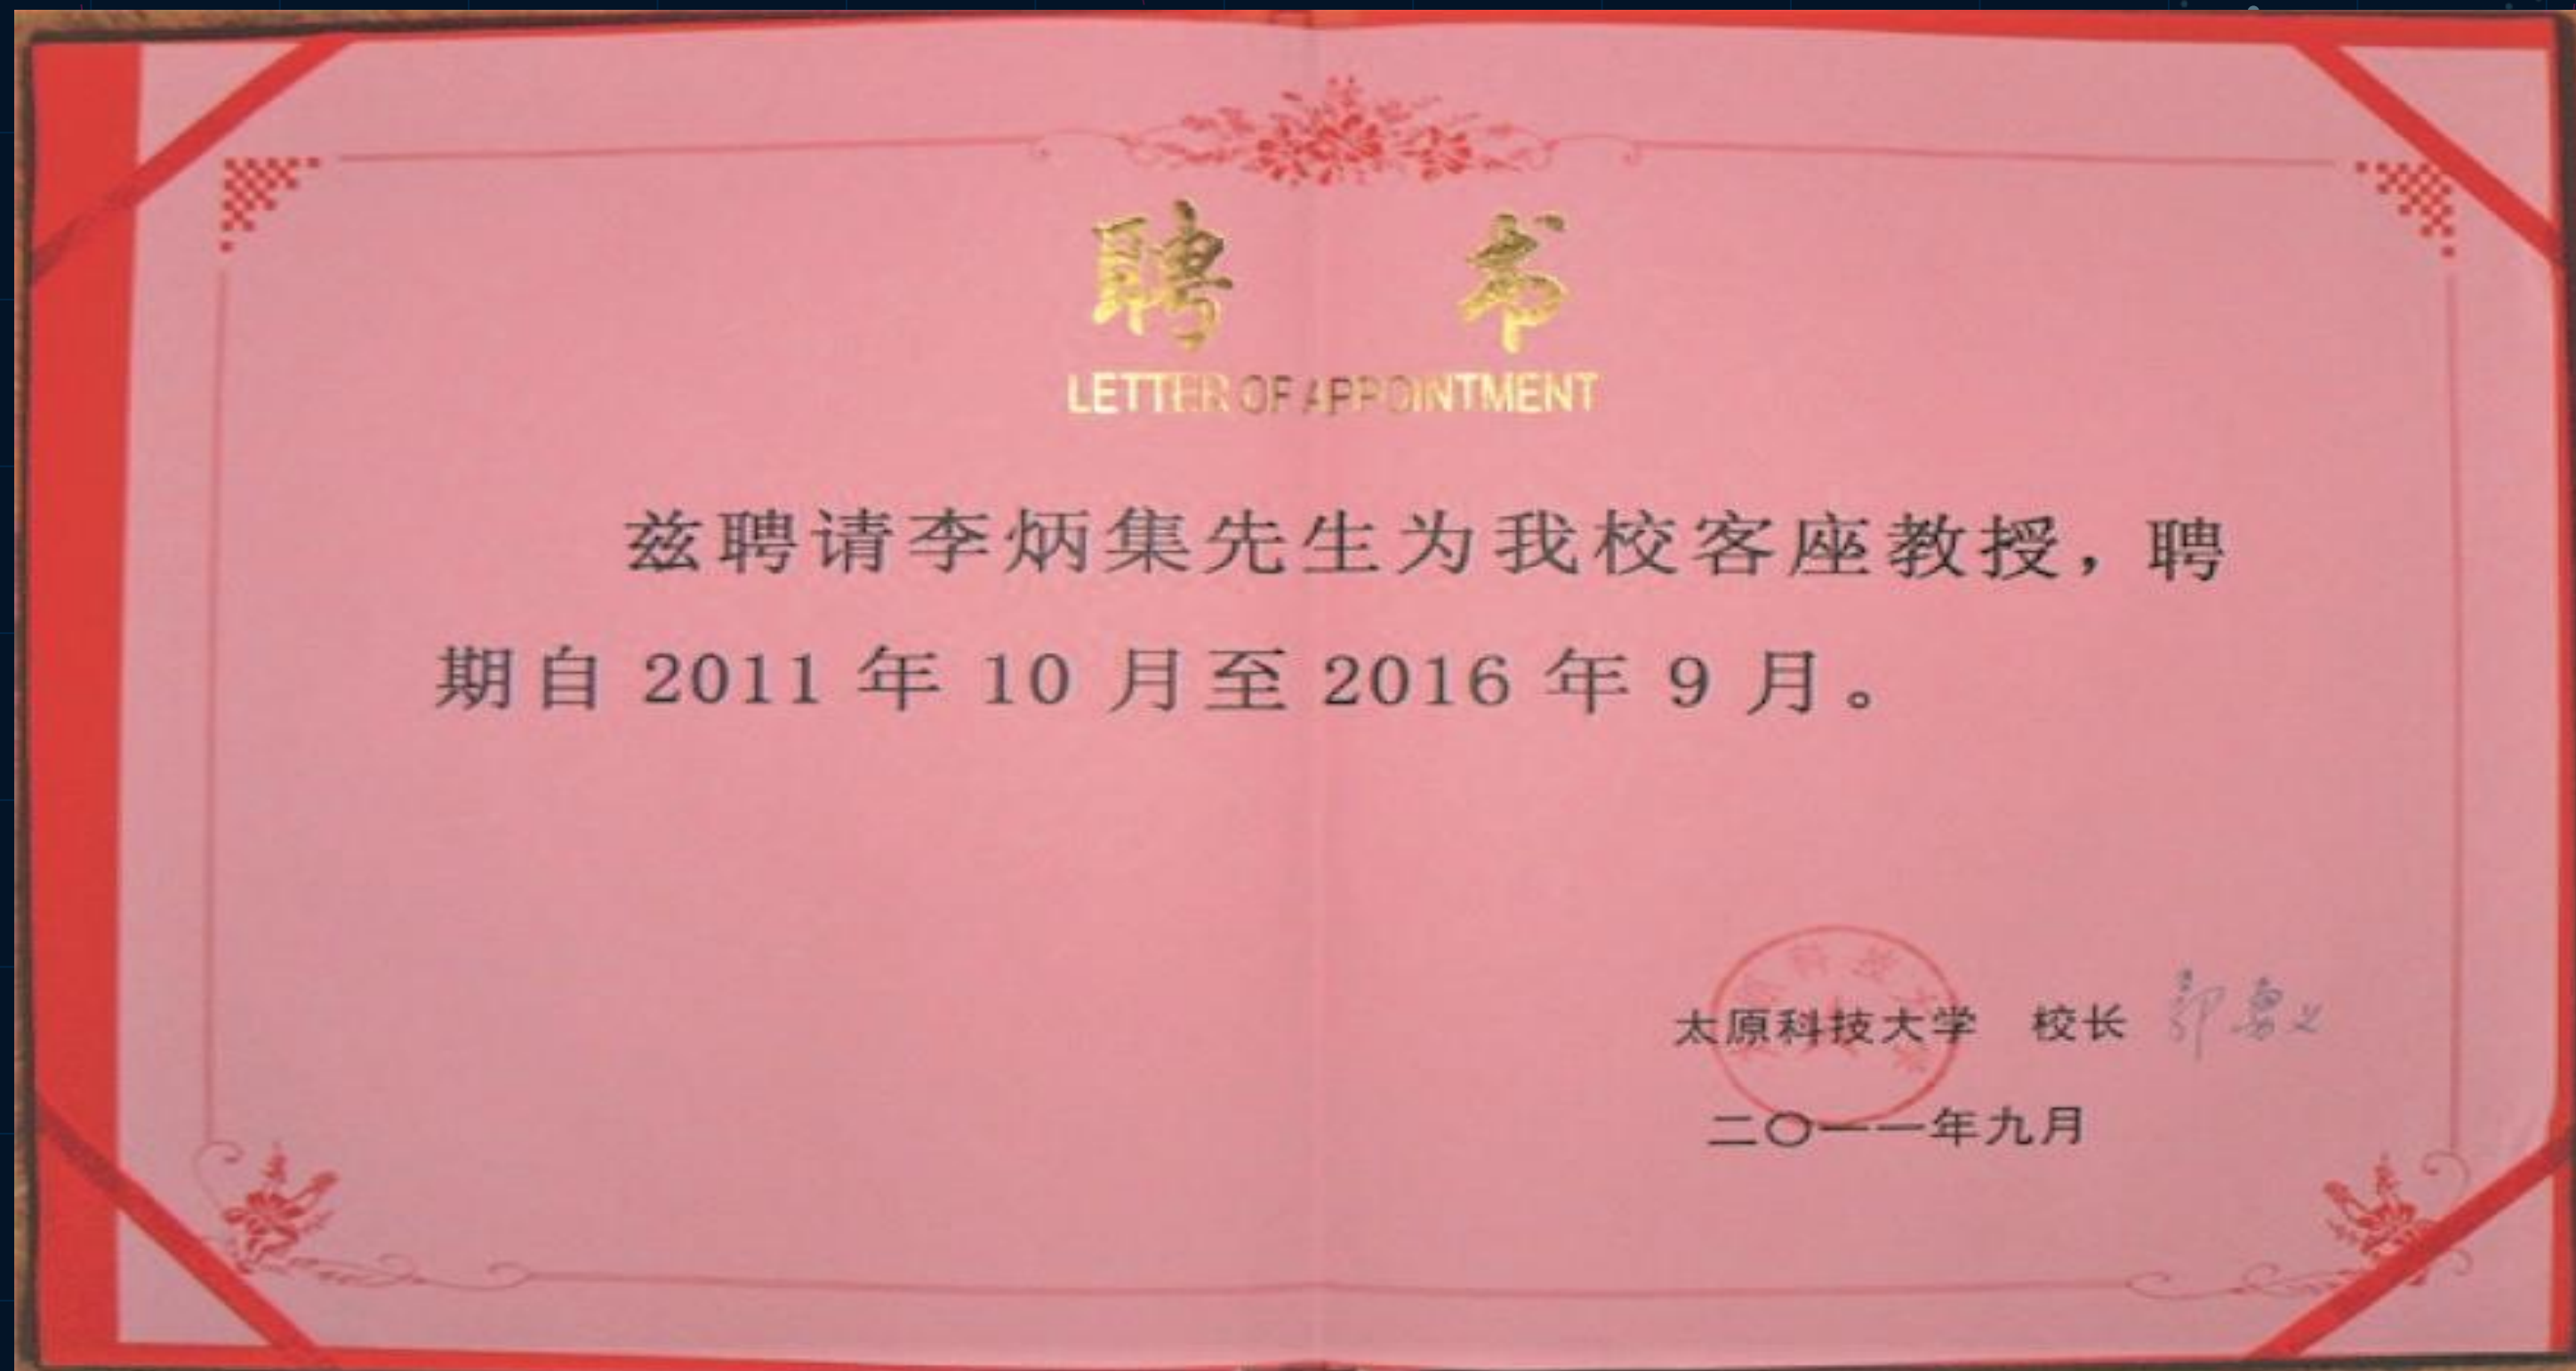 聘 书
LETTER OF APPOINTMENT
兹聘请李炳集先生为我校客座教授，聘
期自 2011 年 10 月至 2016 年 9 月。
太原科技大学 校长
二〇一一年九月